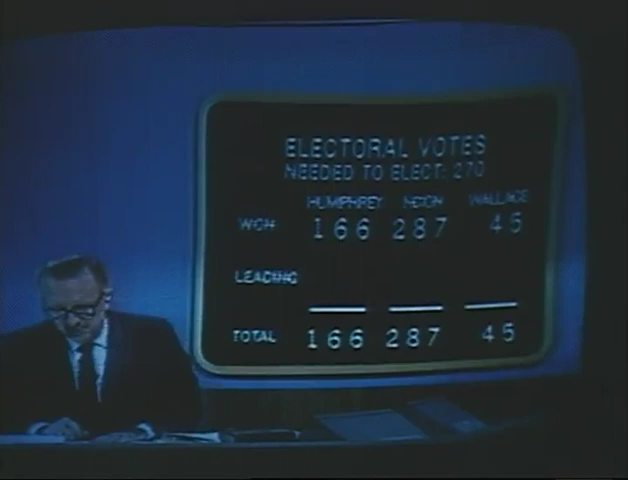 ELECTORAL VOTES
NEEDED TO ELECT: 270
HUMPHREY NIXON WALLACE
WON 166 287 45
LEADING
TOTAL 166 287 45